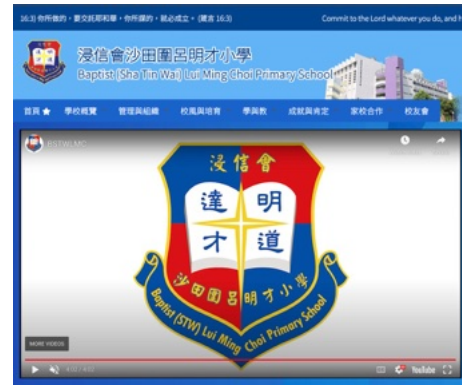 16:3) 你所做的，要交託耶和華，你所謀的，就必成立。(箴言 16:3)
Commit to the Lord whatever you do, and h
浸信會沙田圍呂明才小學
Baptist (Sha Tin Wai) Lui Ming Choi Primary School
首頁 ★ 學校概覽 管理與組織 校風與培育 學與教 成就與肯定 家校合作 校友會
BSTWLMC
浸信會
達 明
才 道
沙田圍呂明才小學
Baptist (STW) Lui Ming Choi Primary School
MORE VIDEOS
4:02 / 4:02
YouTube